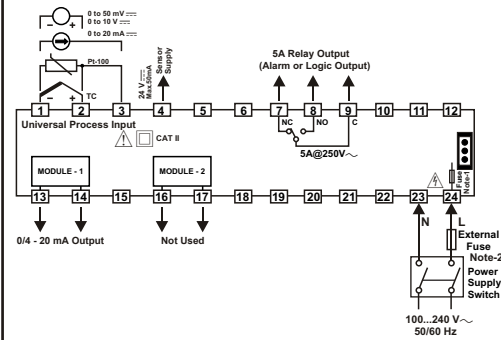 0 to 50 mV
0 to 10 V
0 to 20 mA
Pt-100
TC
24 V
Max.50mA
Sensor
Supply
5A Relay Output
(Alarm or Logic Output)
1 2 3 4 5 6 7 8 9 10 11 12
NC NO C
Universal Process Input
CAT II
5A@250V~
MODULE - 1
MODULE - 2
Fuse
Note-1
13 14 15 16 17 18 19 20 21 22 23 24
0/4 - 20 mA Output
Not Used
N L
External
Fuse
Note-2
Power
Supply
Switch
100...240 V~
50/60 Hz